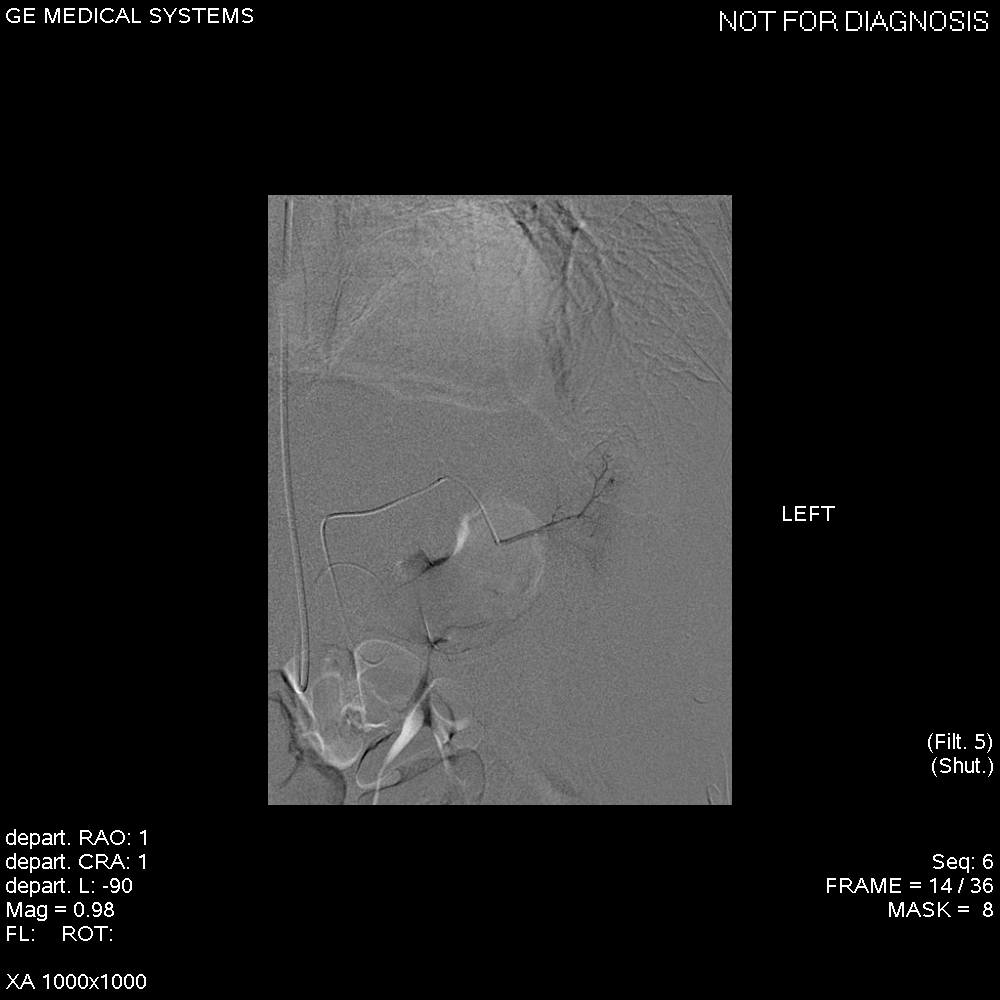 GE MEDICAL SYSTEMS
NOT FOR DIAGNOSIS
LEFT
(Filt. 5)
(Shut.)
depart. RAO: 1
depart. CRA: 1
depart. L: -90
Mag = 0.98
FL: ROT:
Seq: 6
FRAME = 14 / 36
MASK = 8
XA 1000x1000